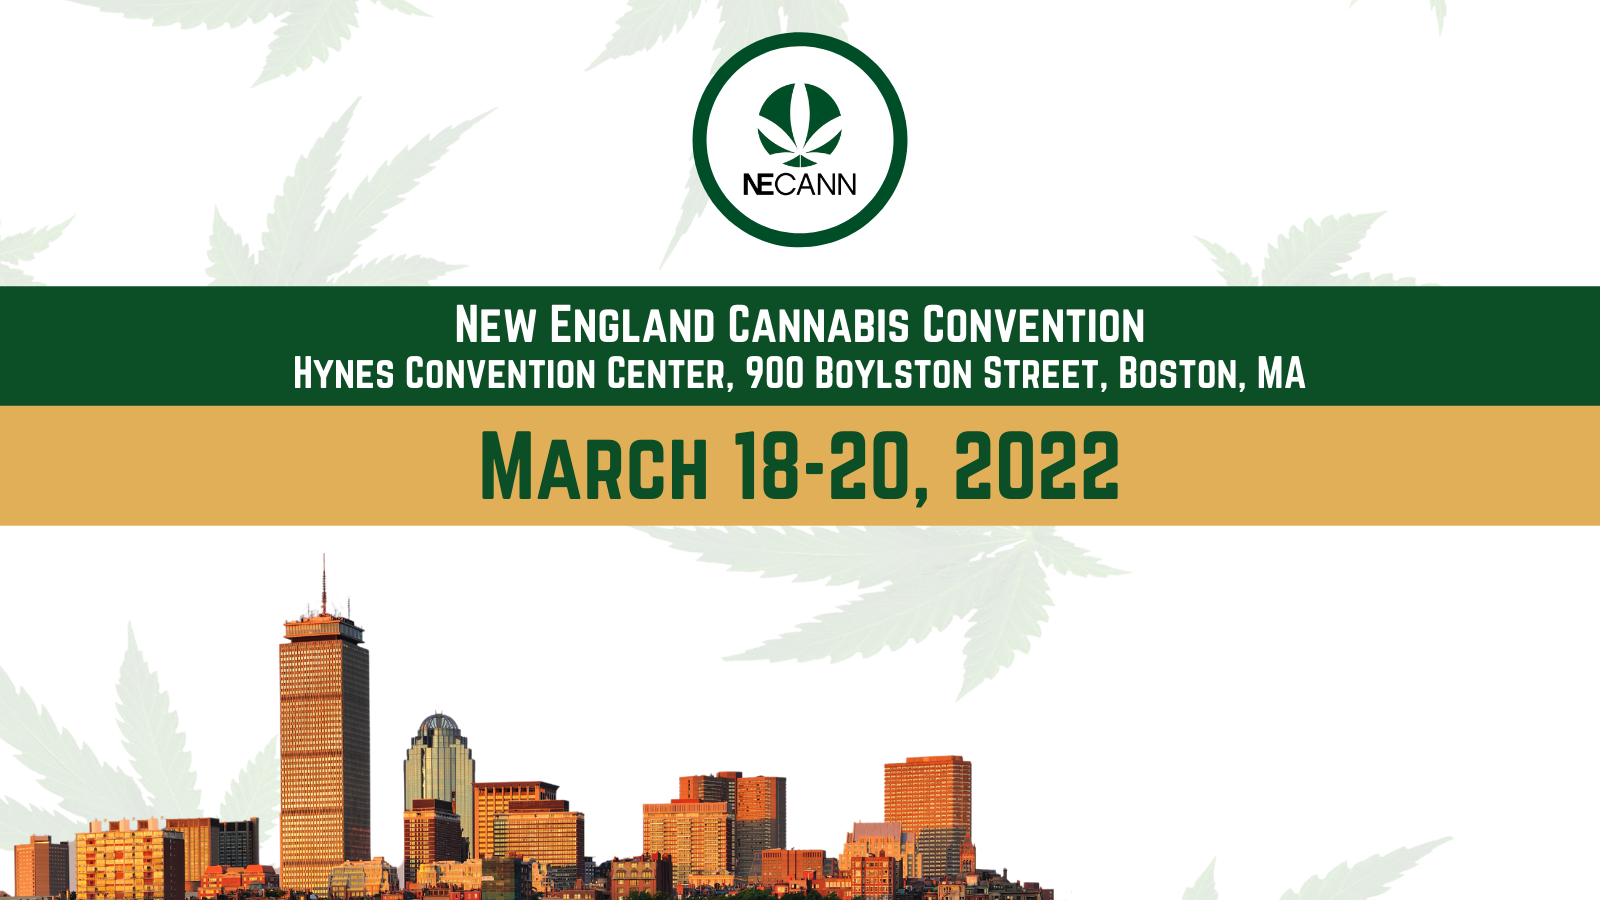 NECANN
New England Cannabis Convention
Hynes Convention Center, 900 Boylston Street, Boston, MA
March 18-20, 2022